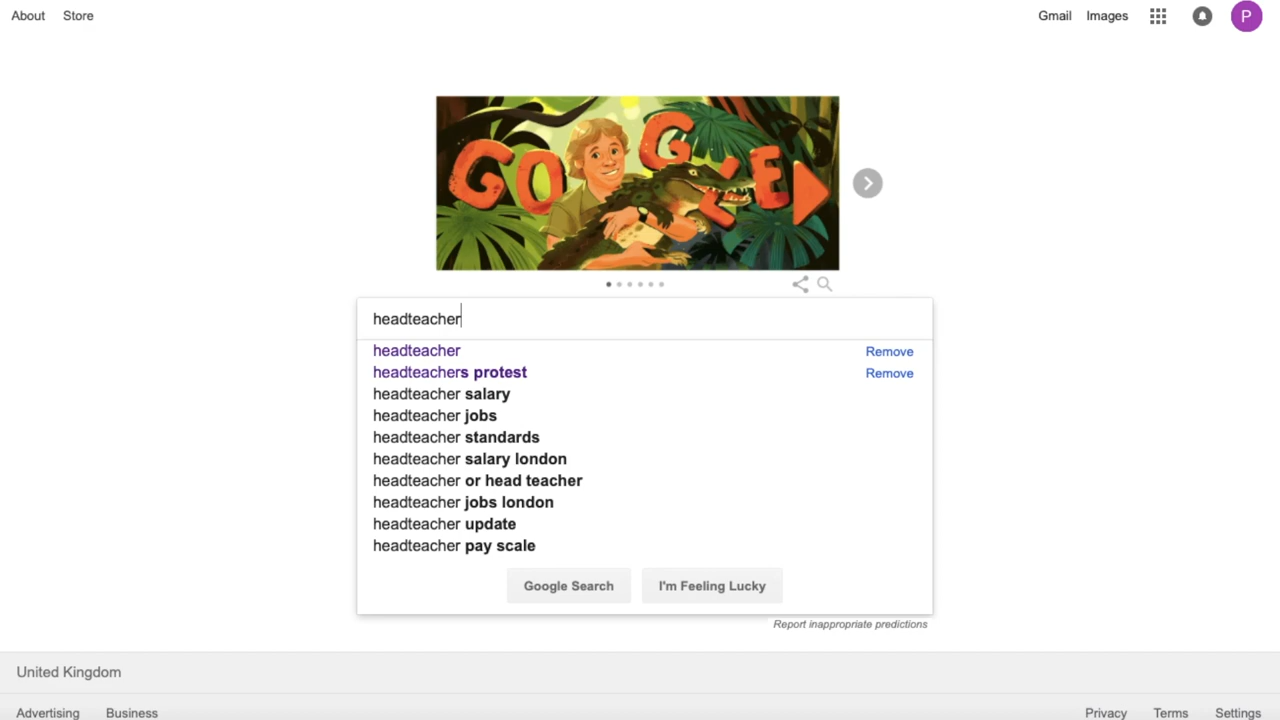 About Store Gmail Images P
GOOGLE
headteacher
headteacher Remove
headteachers protest Remove
headteacher salary
headteacher jobs
headteacher standards
headteacher salary london
headteacher or head teacher
headteacher jobs london
headteacher update
headteacher pay scale
Google Search I'm Feeling Lucky
Report inappropriate predictions
United Kingdom
Advertising Business Privacy Terms Settings